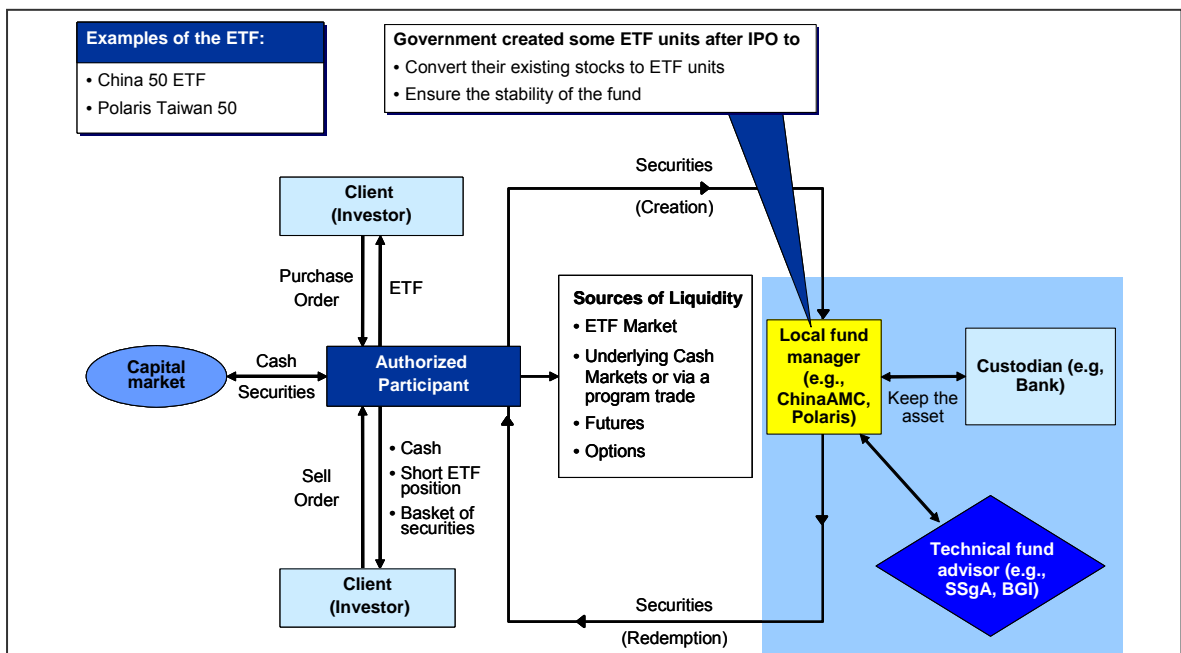 Examples of the ETF:
• China 50 ETF
• Polaris Taiwan 50
Government created some ETF units after IPO to
• Convert their existing stocks to ETF units
• Ensure the stability of the fund
Client
(Investor)
Securities
(Creation)
Purchase
Order
ETF
Sources of Liquidity
• ETF Market
• Underlying Cash
Markets or via a
program trade
• Futures
• Options
Capital
market
Cash
Securities
Authorized
Participant
Local fund
manager
(e.g.,
ChinaAMC,
Polaris)
Keep the
asset
Custodian (e.g,
Bank)
Sell
Order
• Cash
• Short ETF
position
• Basket of
securities
Technical fund
advisor (e.g.,
SSgA, BGI)
Client
(Investor)
Securities
(Redemption)